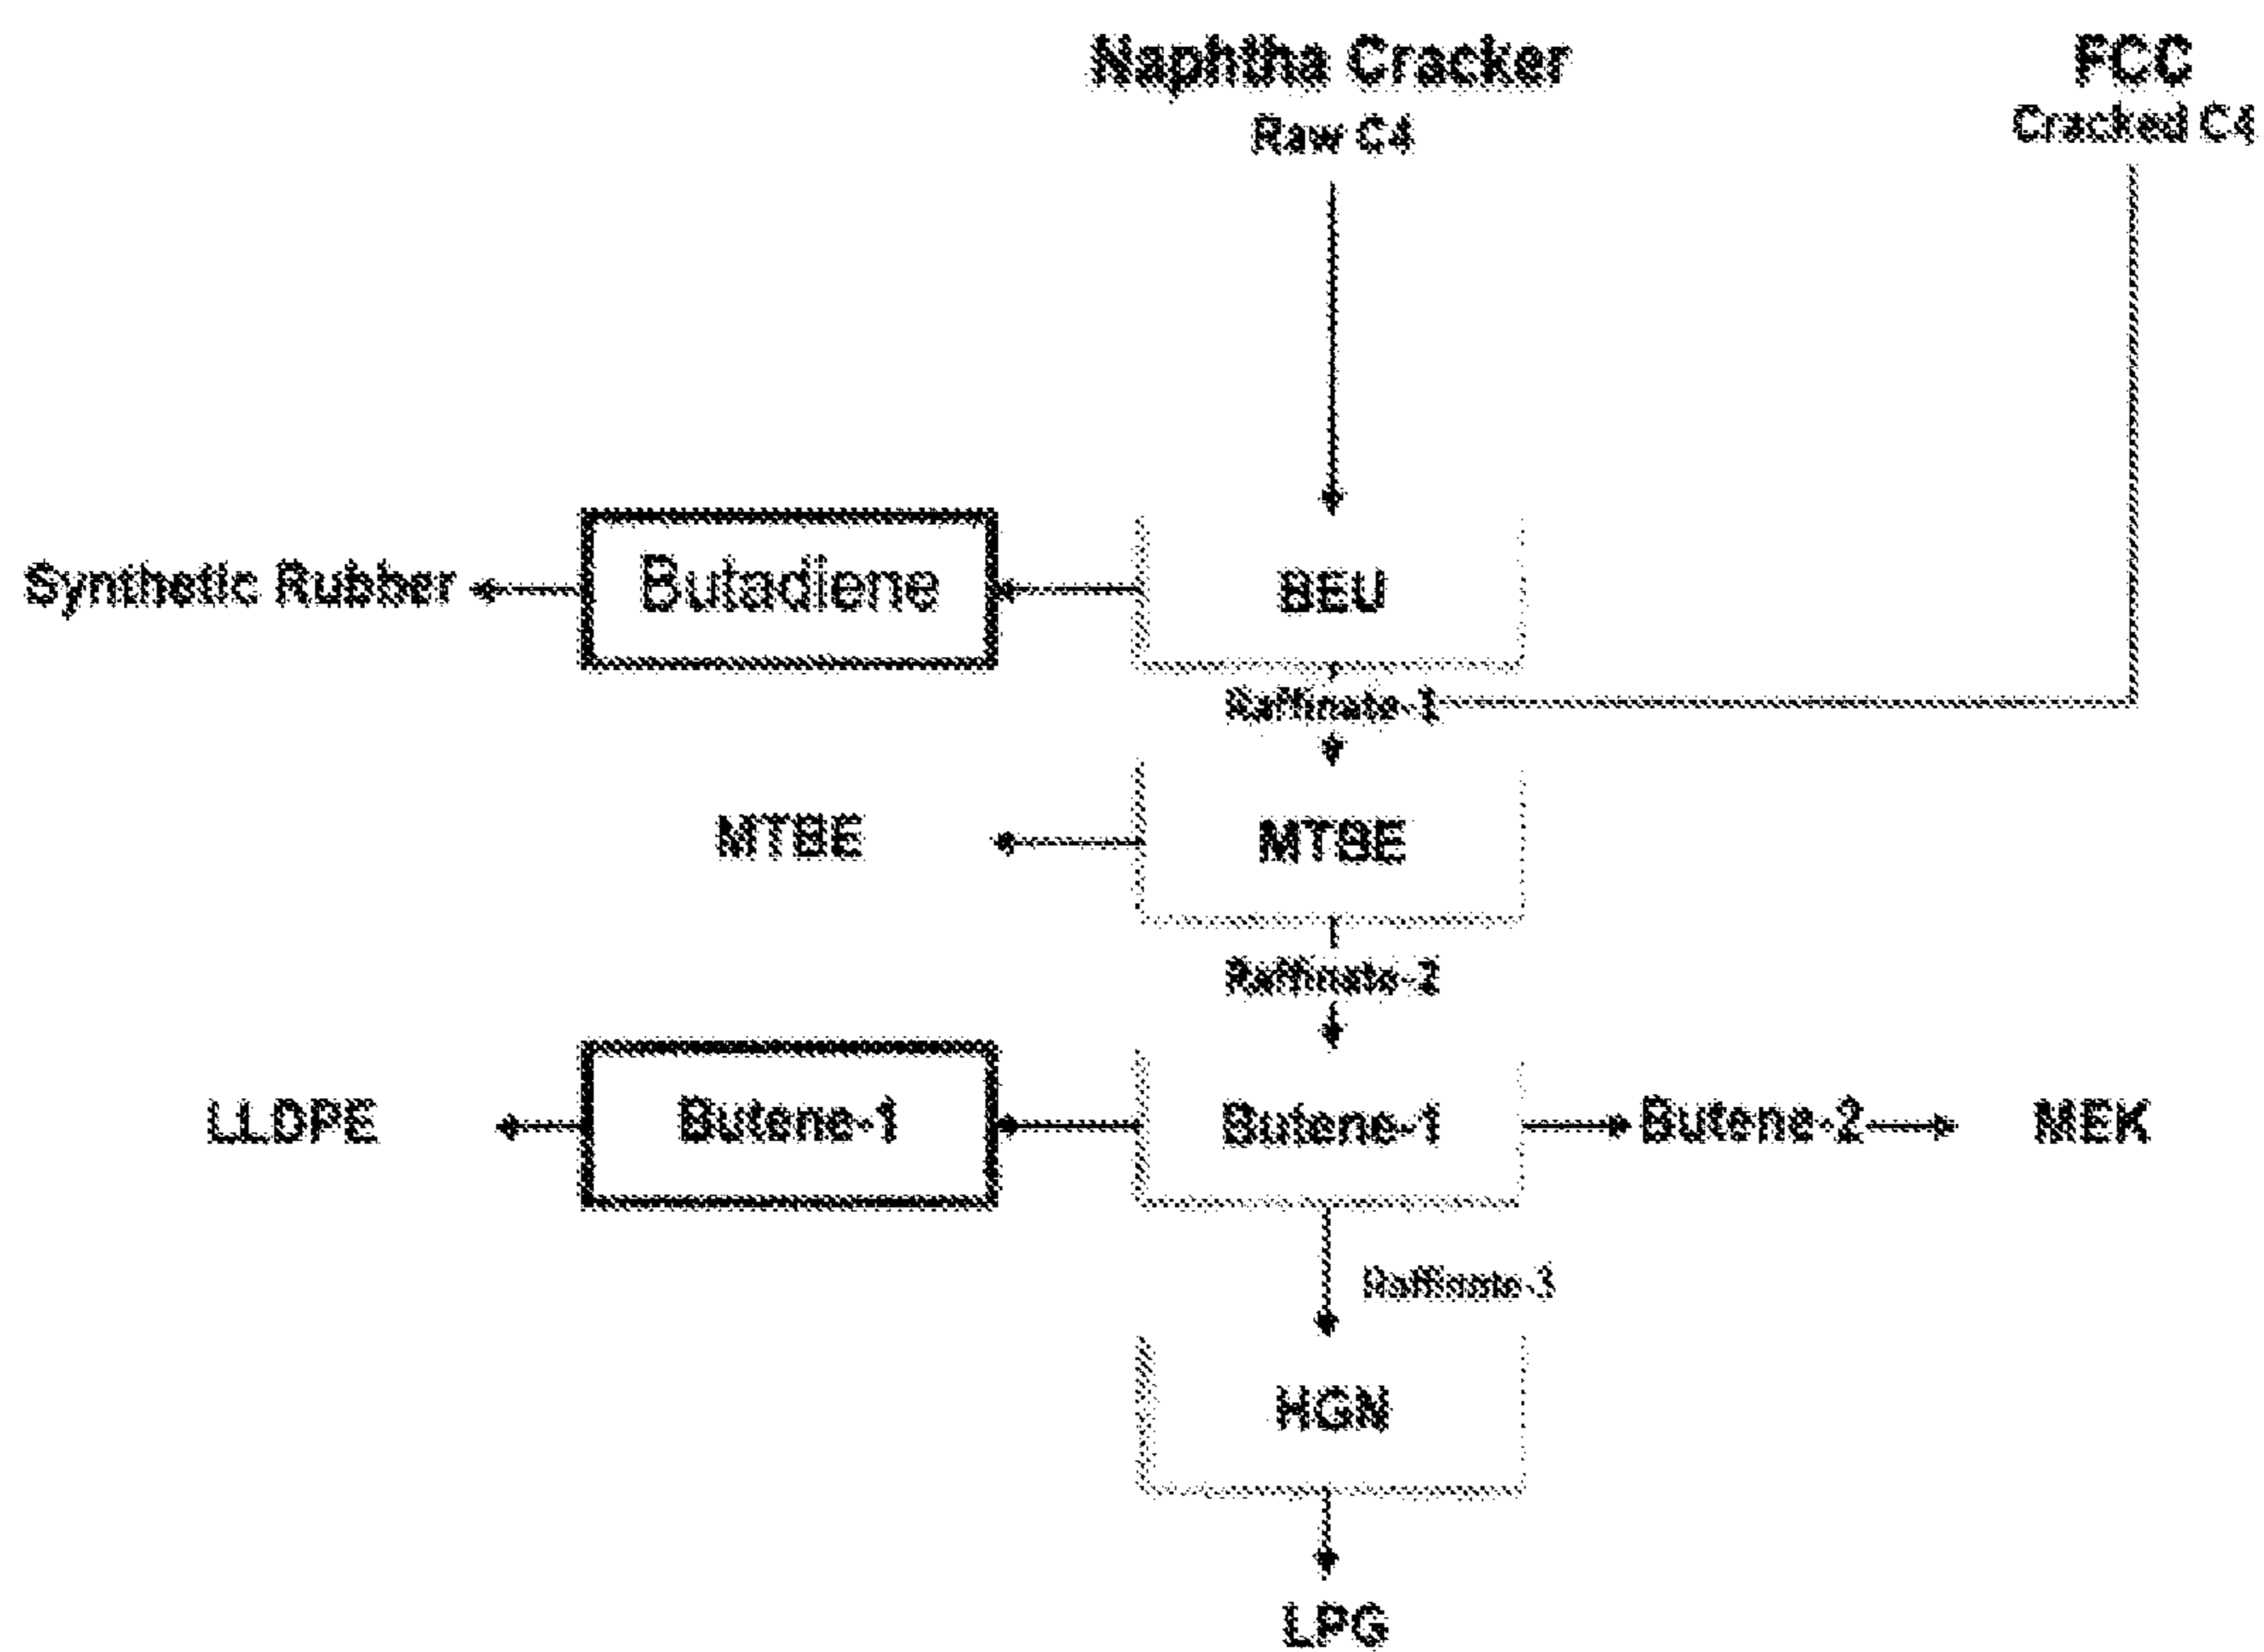 Naphtha Cracker
Raw C4
FCC
Cracked C4
Synthetic Rubber
Butadiene
BEU
Raffinate-1
MTBE
MTBE
Raffinate-2
LLDPE
Butene-1
Butene-1
Butene-2
MEK
Raffinate-3
HGN
LPG